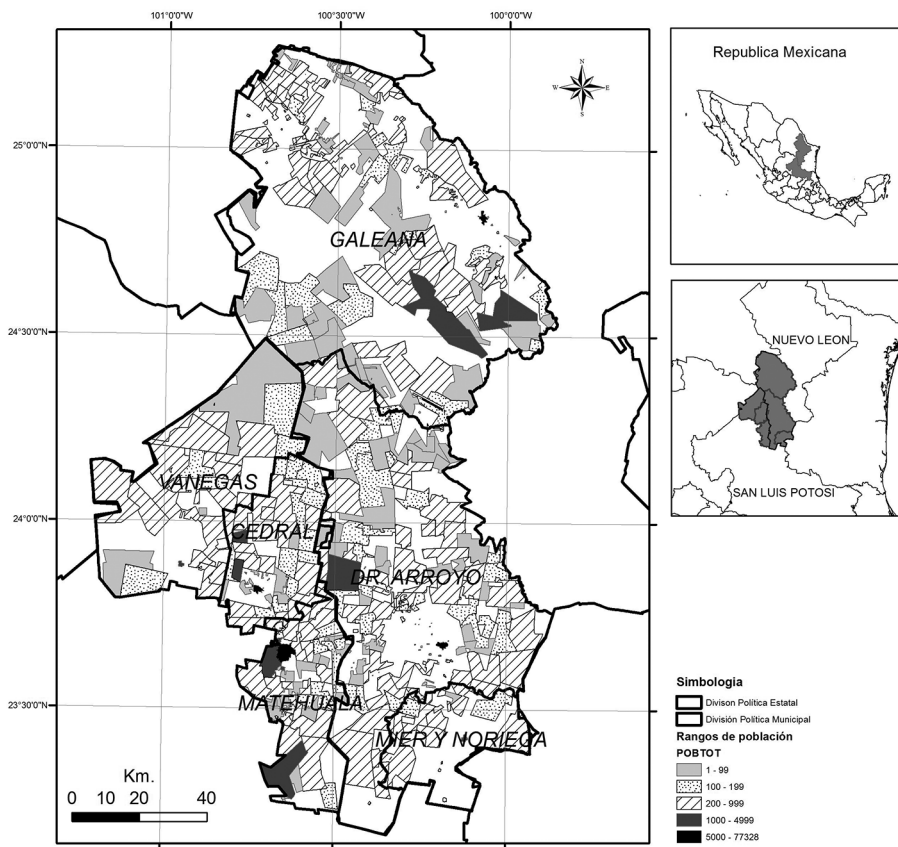 101°0'0"W
100°30'0"W
100°0'0"W
25°0'0"N
24°30'0"N
24°0'0"N
23°30'0"N
N
W E
S
GALEANA
VANEGAS
CEDRAL
DR. ARROYO
MATEHUALA
MIER Y NORIEGA
Km.
0 10 20 40
Republica Mexicana
NUEVO LEON
SAN LUIS POTOSI
Simbologia
Divison Política Estatal
División Política Municipal
Rangos de población
POBTOT
1 - 99
100 - 199
200 - 999
1000 - 4999
5000 - 77328